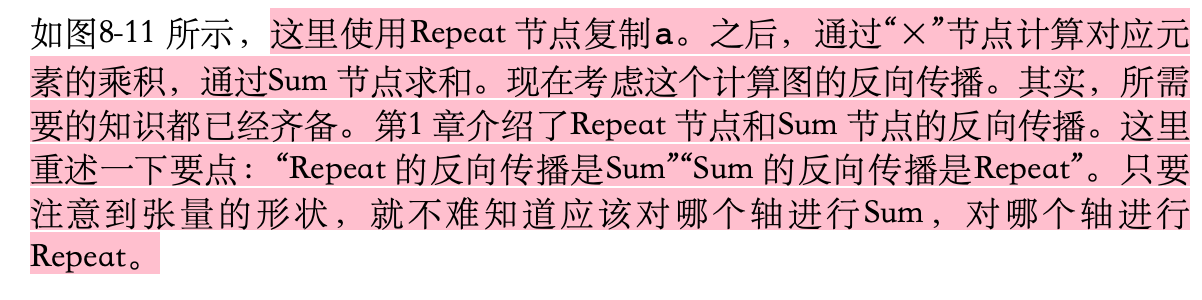 如图8-11 所示，这里使用Repeat 节点复制a。之后，通过“×”节点计算对应元
素的乘积，通过Sum 节点求和。现在考虑这个计算图的反向传播。其实，所需
要的知识都已经齐备。第1 章介绍了Repeat 节点和Sum 节点的反向传播。这里
重述一下要点：“Repeat 的反向传播是Sum”“Sum 的反向传播是Repeat”。只要
注意到张量的形状，就不难知道应该对哪个轴进行Sum，对哪个轴进行
Repeat。